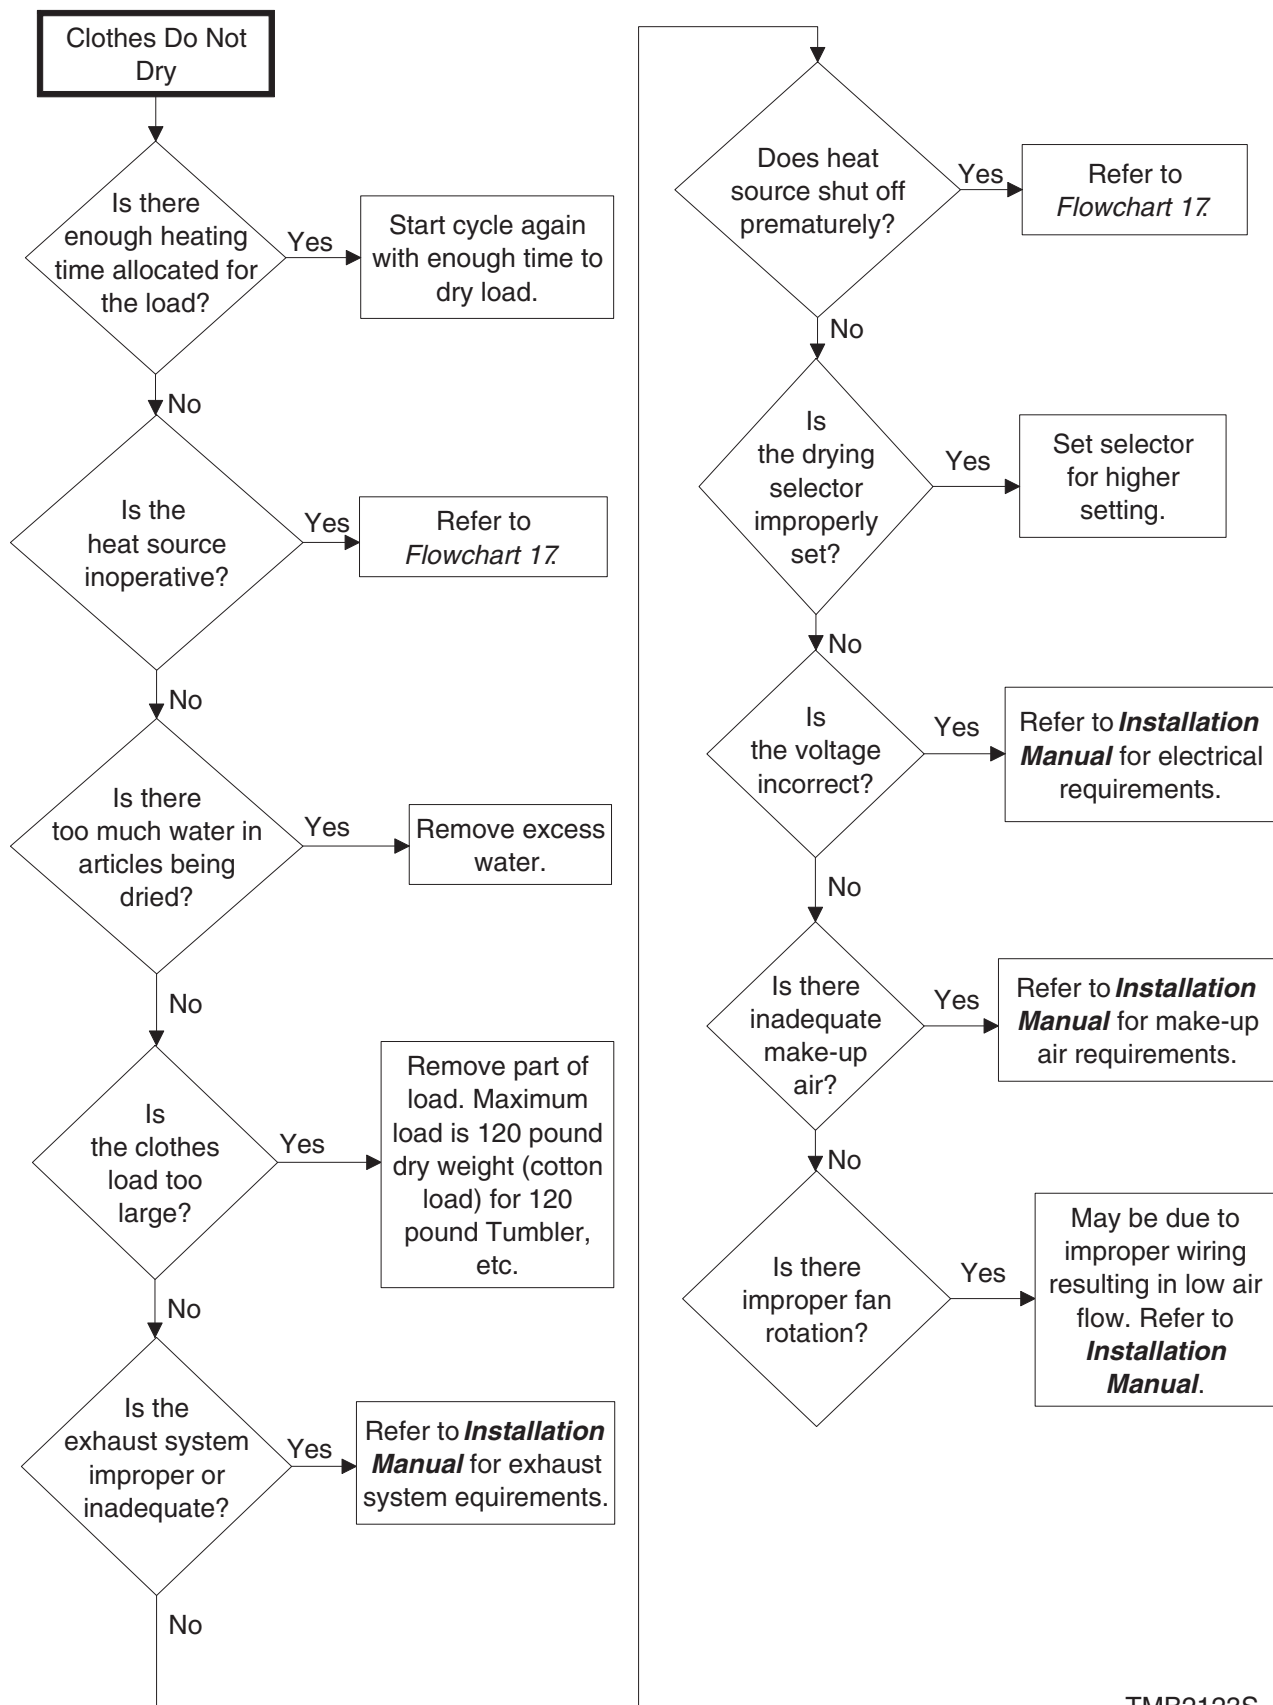 Clothes Do Not
Dry
Is there
enough heating
time allocated for
the load?
Yes
Start cycle again
with enough time to
dry load.
No
Is the
heat source
inoperative?
Yes
Refer to
Flowchart 17.
No
Is there
too much water in
articles being
dried?
Yes
Remove excess
water.
No
Is
the clothes
load too
large?
Yes
Remove part of
load. Maximum
load is 120 pound
dry weight (cotton
load) for 120
pound Tumbler,
etc.
No
Is the
exhaust system
improper or
inadequate?
Yes
Refer to Installation
Manual for exhaust
system equirements.
No
Does heat
source shut off
prematurely?
Yes
Refer to
Flowchart 17.
No
Is
the drying
selector
improperly
set?
Yes
Set selector
for higher
setting.
No
Is
the voltage
incorrect?
Yes
Refer to Installation
Manual for electrical
requirements.
No
Is there
inadequate
make-up
air?
Yes
Refer to Installation
Manual for make-up
air requirements.
No
Is there
improper fan
rotation?
Yes
May be due to
improper wiring
resulting in low air
flow. Refer to
Installation
Manual.